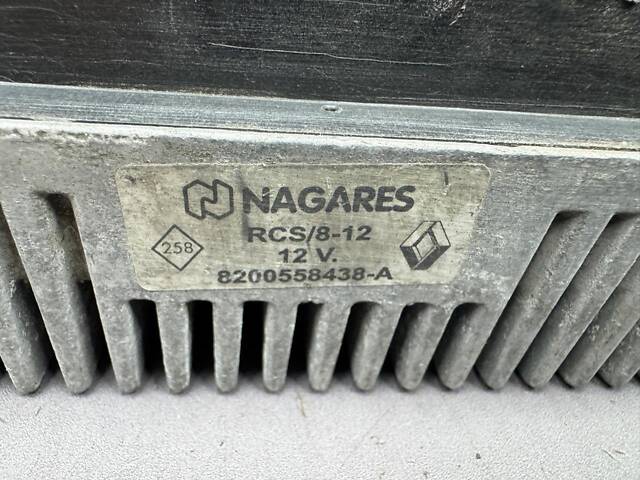 NAGARES
RCS/8-12
258
12 V.
8200558438-A